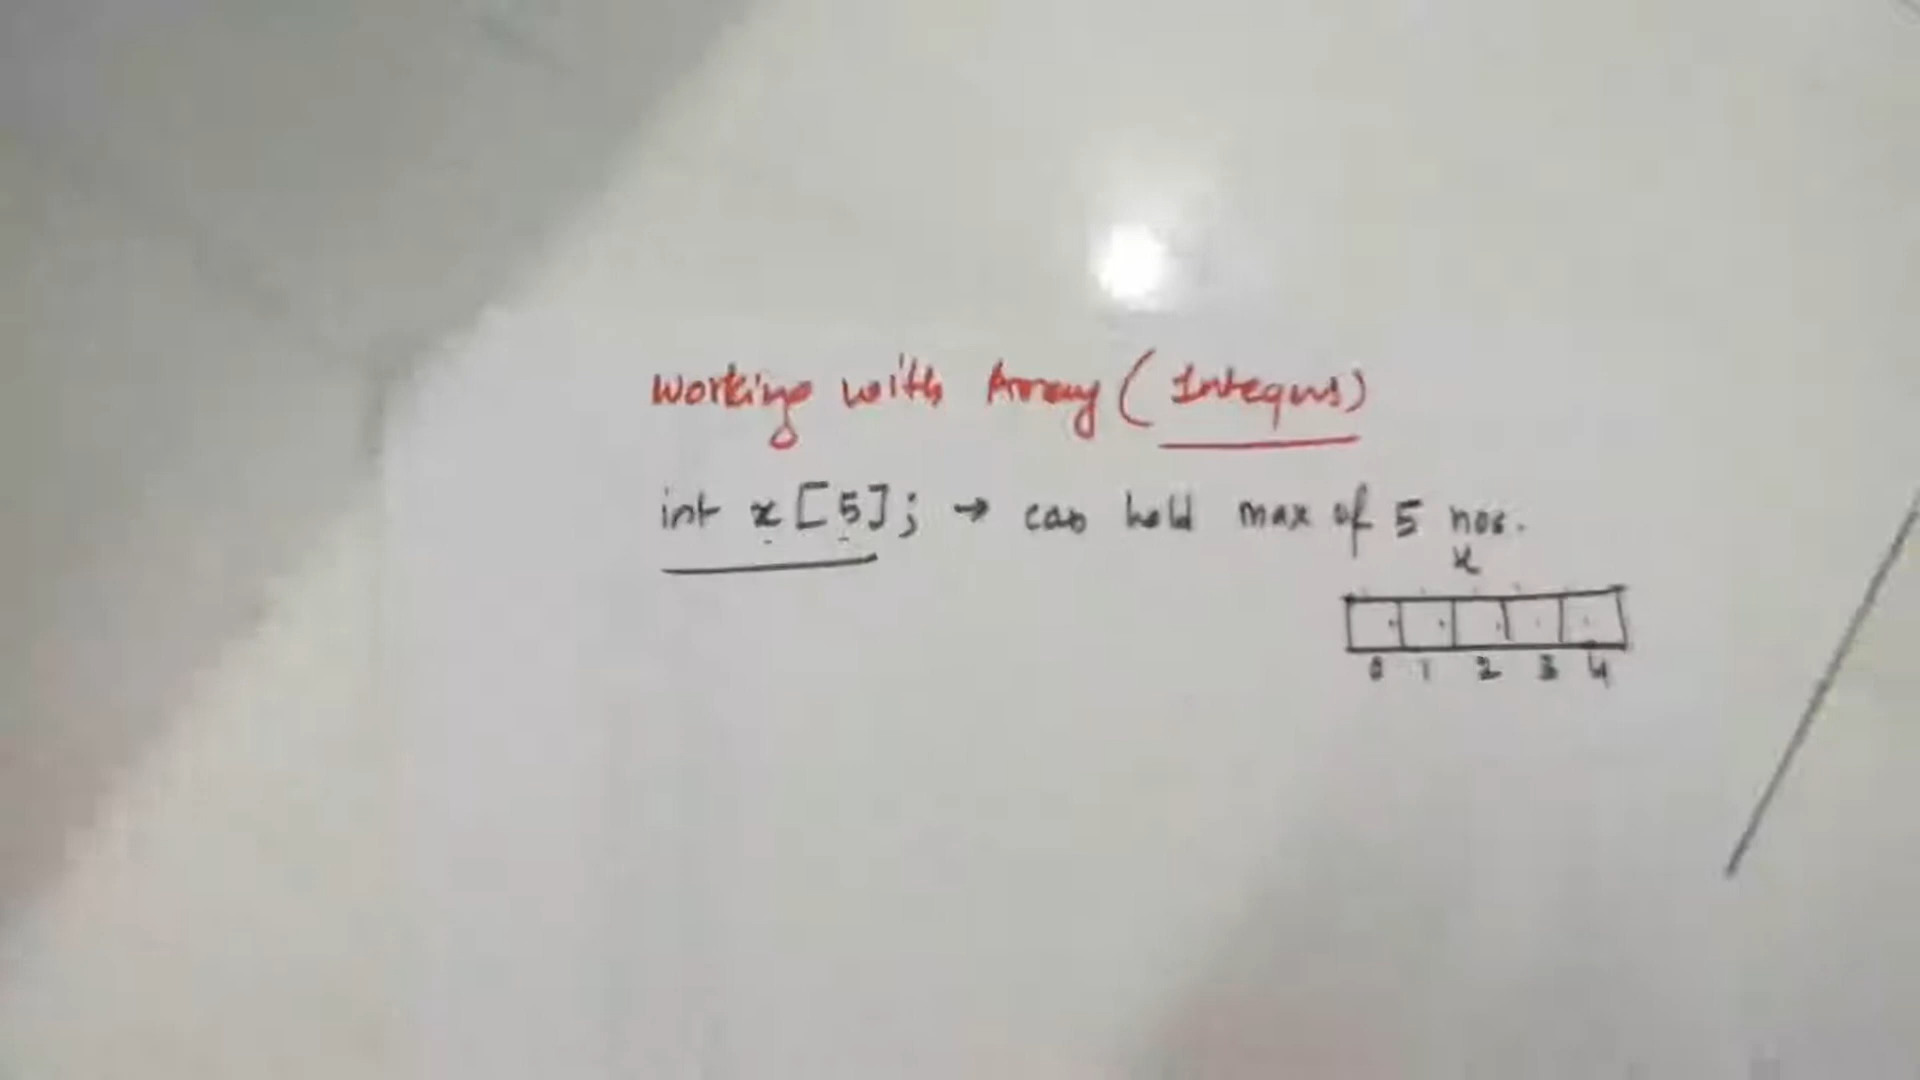 Working with Array (Integers)
int x[5]; → can hold max of 5 nos.
x
0 1 2 3 4